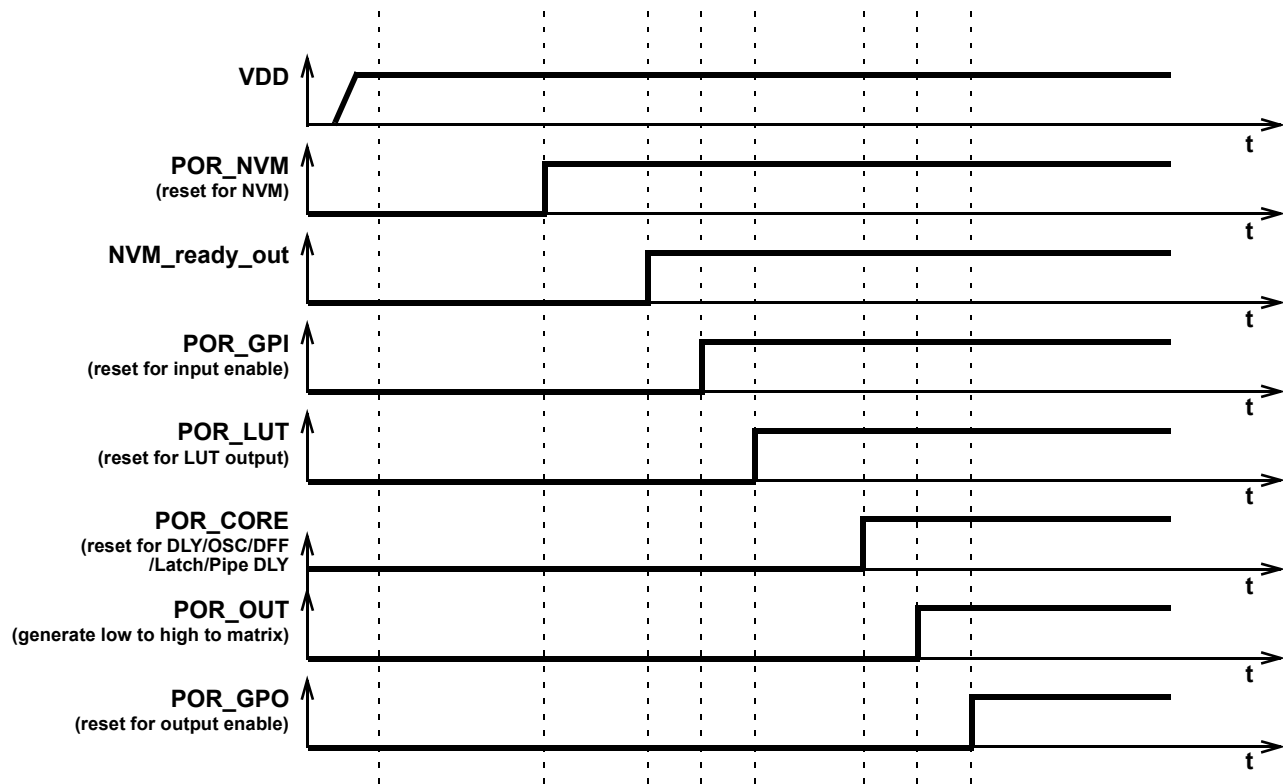 VDD
t
POR_NVM
(reset for NVM)
t
NVM_ready_out
t
POR_GPI
(reset for input enable)
t
POR_LUT
(reset for LUT output)
t
POR_CORE
(reset for DLY/OSC/DFF
/Latch/Pipe DLY
t
POR_OUT
(generate low to high to matrix)
t
POR_GPO
(reset for output enable)
t